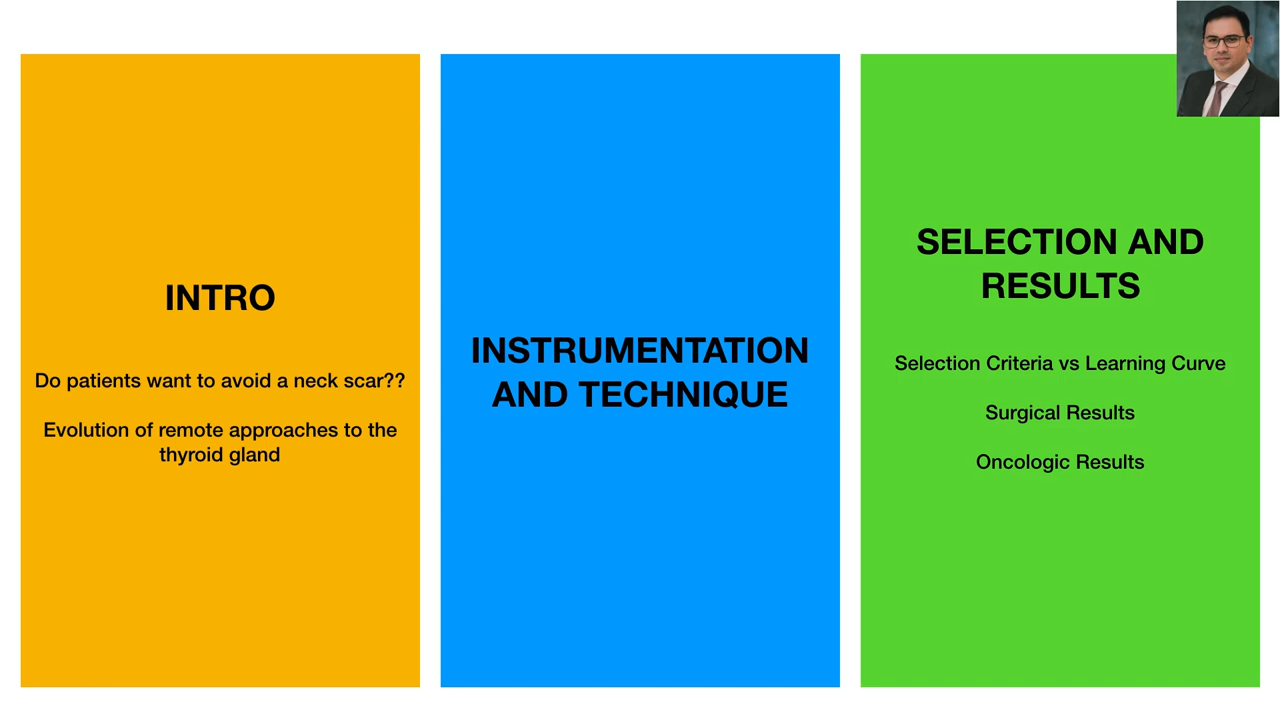 INTRO
Do patients want to avoid a neck scar??
Evolution of remote approaches to the
thyroid gland
INSTRUMENTATION
AND TECHNIQUE
SELECTION AND
RESULTS
Selection Criteria vs Learning Curve
Surgical Results
Oncologic Results